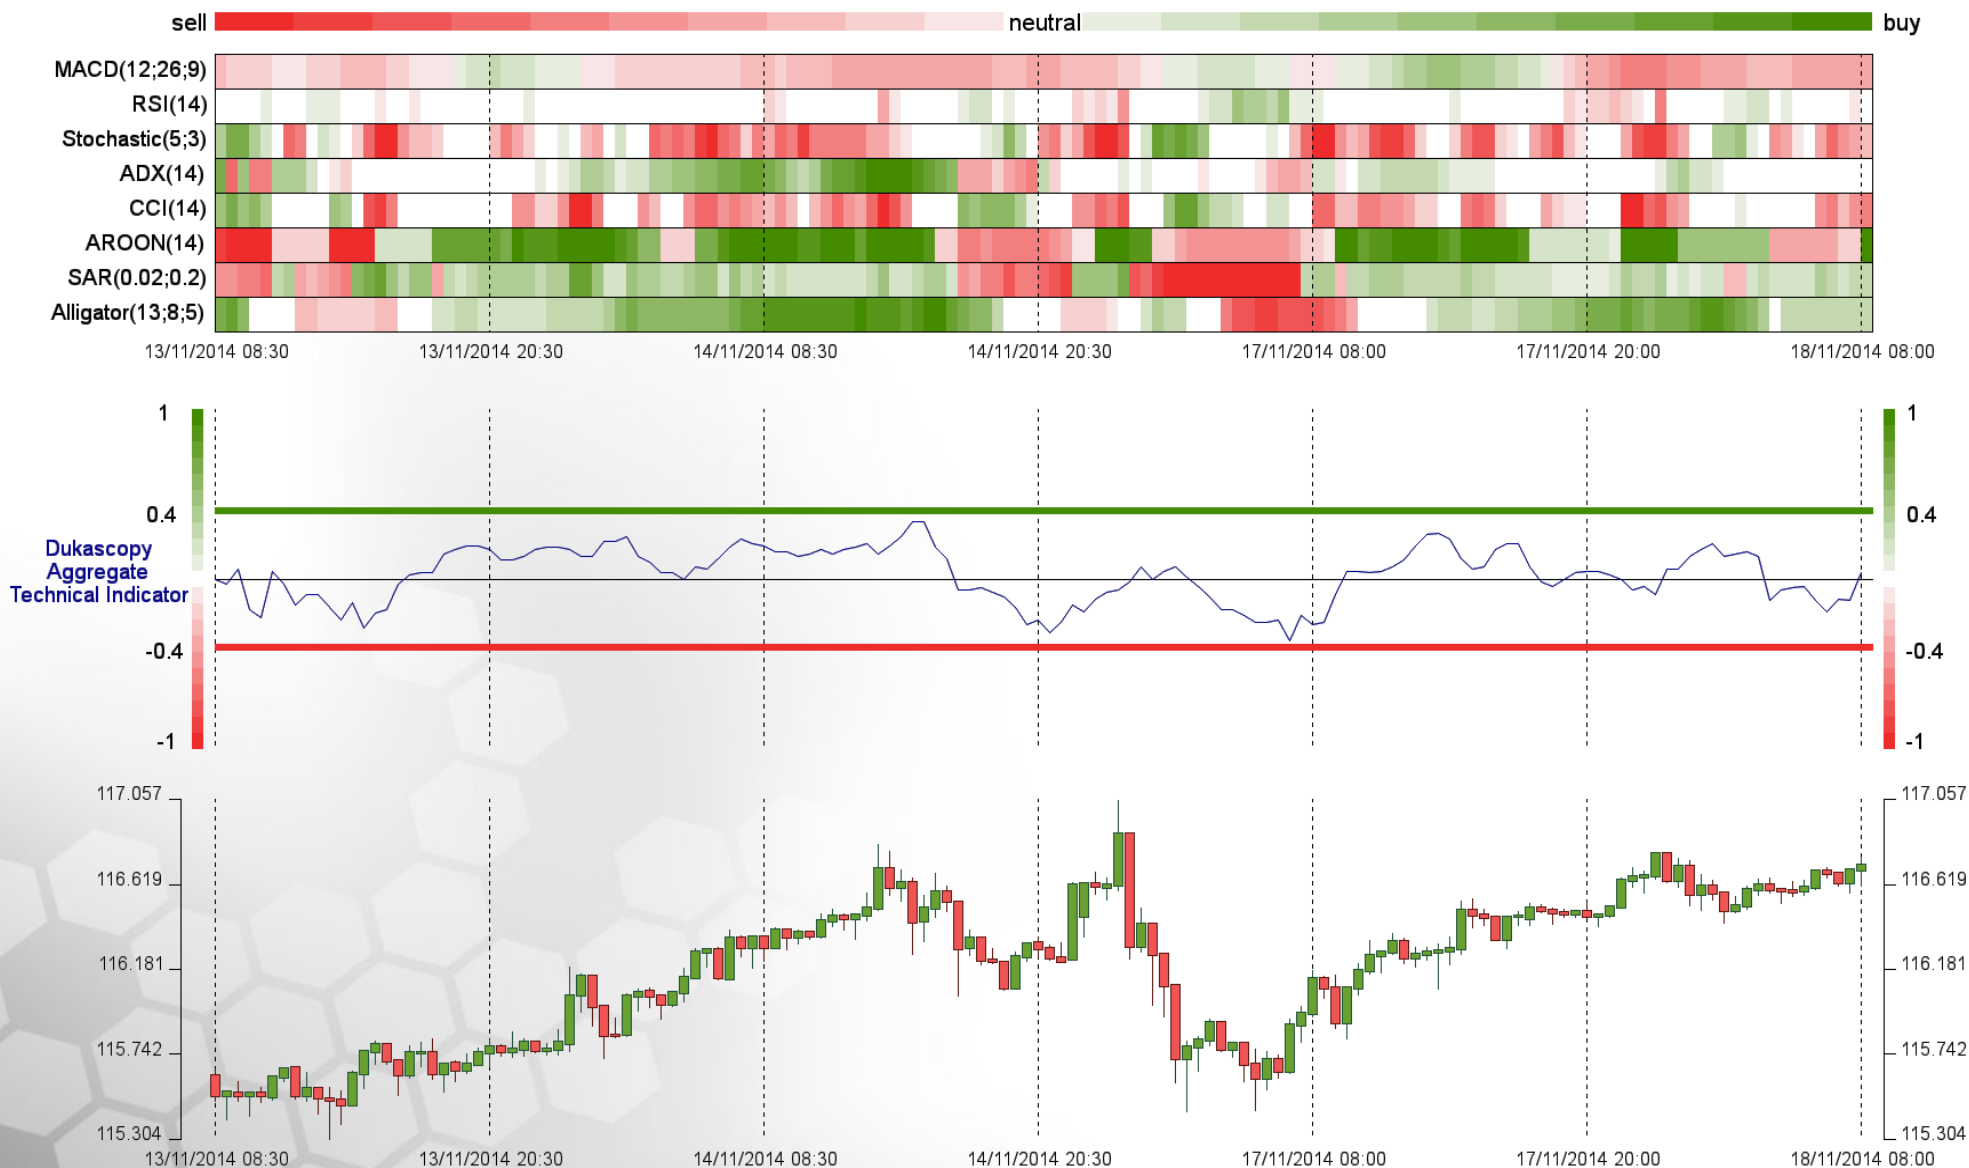 sell neutral buy
MACD(12;26;9)
RSI(14)
Stochastic(5;3)
ADX(14)
CCI(14)
AROON(14)
SAR(0.02;0.2)
Alligator(13;8;5)
13/11/2014 08:30 13/11/2014 20:30 14/11/2014 08:30 14/11/2014 20:30 17/11/2014 08:00 17/11/2014 20:00 18/11/2014 08:00
1 1
0.4 0.4
Dukascopy
Aggregate
Technical Indicator
-0.4 -0.4
-1 -1
117.057 117.057
116.619 116.619
116.181 116.181
115.742 115.742
115.304 115.304
13/11/2014 08:30 13/11/2014 20:30 14/11/2014 08:30 14/11/2014 20:30 17/11/2014 08:00 17/11/2014 20:00 18/11/2014 08:00